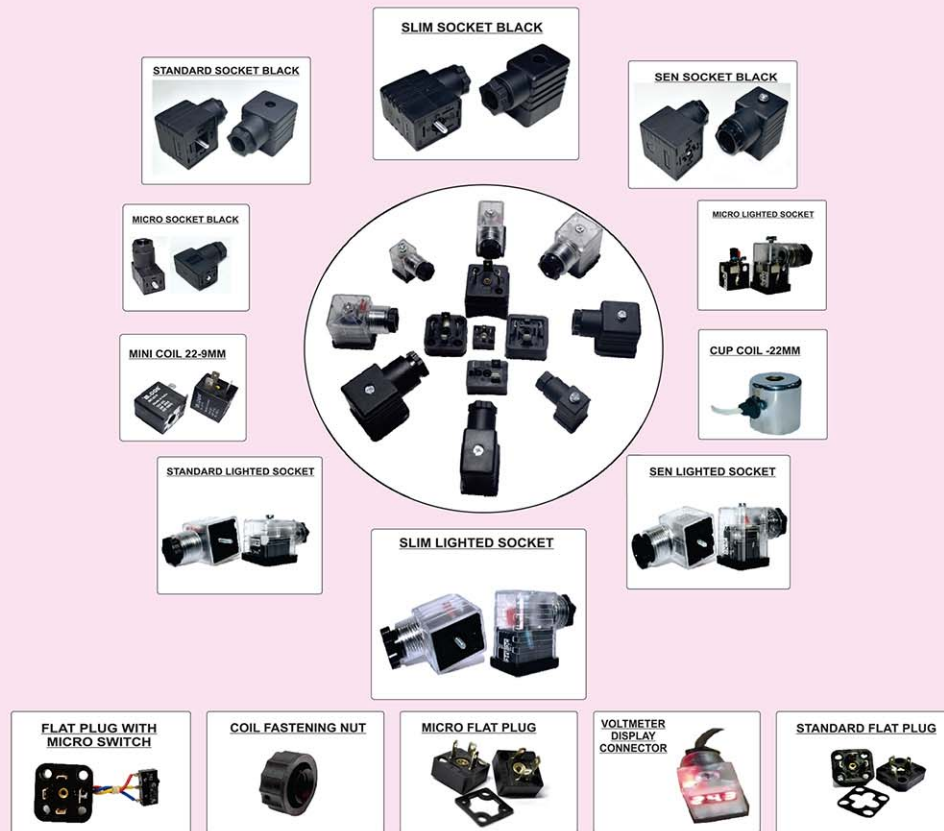 SLIM SOCKET BLACK
STANDARD SOCKET BLACK
SEN SOCKET BLACK
MICRO SOCKET BLACK
MICRO LIGHTED SOCKET
MINI COIL 22-9MM
CUP COIL -22MM
STANDARD LIGHTED SOCKET
SEN LIGHTED SOCKET
SLIM LIGHTED SOCKET
FLAT PLUG WITH
MICRO SWITCH
COIL FASTENING NUT
MICRO FLAT PLUG
VOLTMETER
DISPLAY
CONNECTOR
STANDARD FLAT PLUG